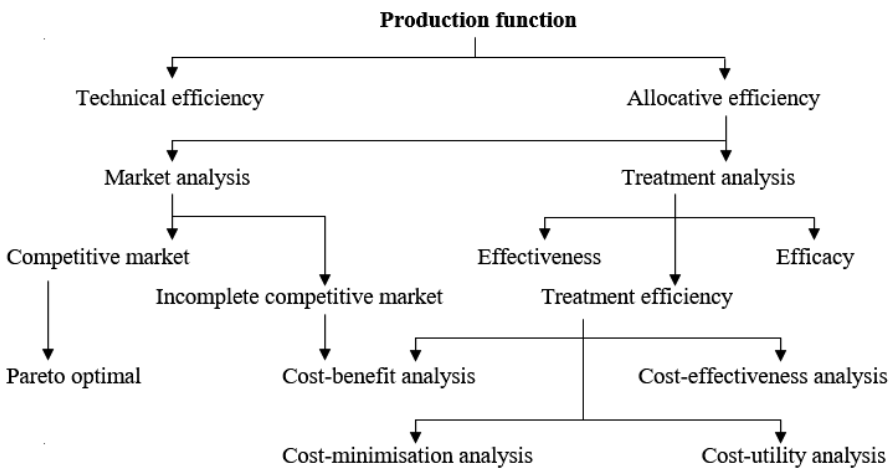 Production function
Technical efficiency
Allocative efficiency
Market analysis
Treatment analysis
Competitive market
Effectiveness
Efficacy
Incomplete competitive market
Treatment efficiency
Pareto optimal
Cost-benefit analysis
Cost-effectiveness analysis
Cost-minimisation analysis
Cost-utility analysis